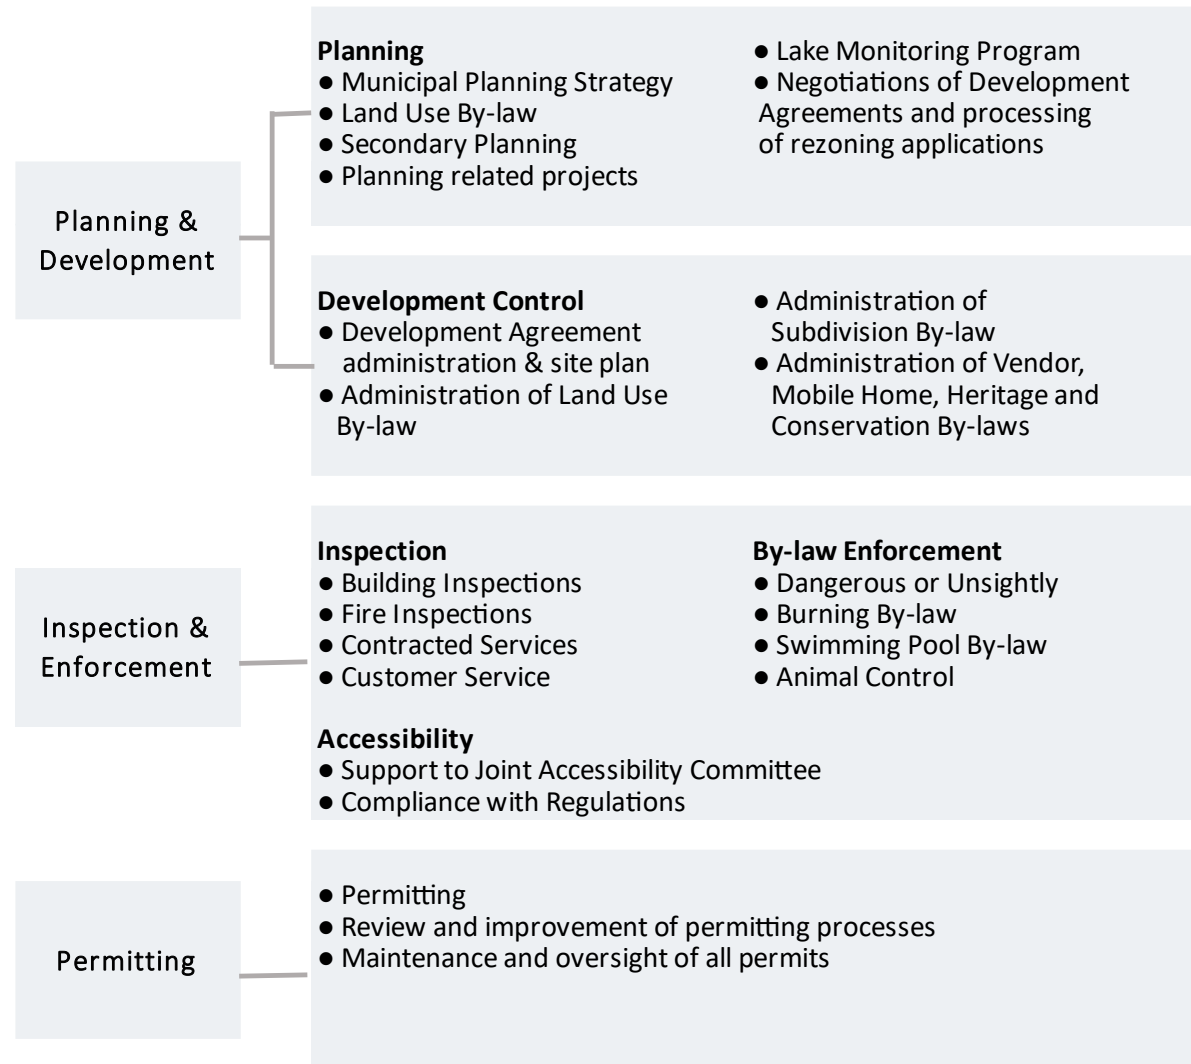 Planning &
Development
Planning
● Municipal Planning Strategy
● Land Use By-law
● Secondary Planning
● Planning related projects
● Lake Monitoring Program
● Negotiations of Development
Agreements and processing
of rezoning applications
Development Control
● Development Agreement
administration & site plan
● Administration of Land Use
By-law
● Administration of
Subdivision By-law
● Administration of Vendor,
Mobile Home, Heritage and
Conservation By-laws
Inspection &
Enforcement
Inspection
● Building Inspections
● Fire Inspections
● Contracted Services
● Customer Service
By-law Enforcement
● Dangerous or Unsightly
● Burning By-law
● Swimming Pool By-law
● Animal Control
Accessibility
● Support to Joint Accessibility Committee
● Compliance with Regulations
Permitting
● Permitting
● Review and improvement of permitting processes
● Maintenance and oversight of all permits